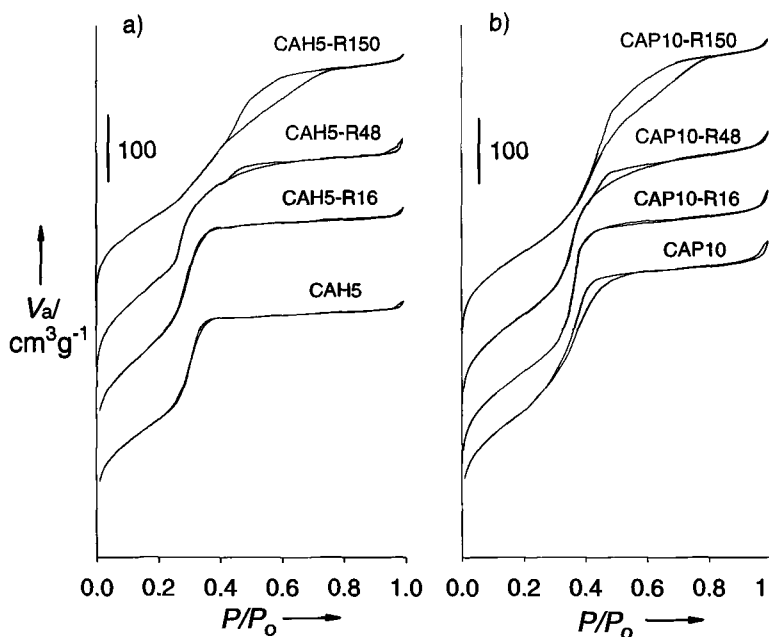 a)
CAH5-R150
100
CAH5-R48
CAH5-R16
CAH5
Va/
cm³g⁻¹
0.0 0.2 0.4 0.6 0.8 1.0
P/Po
b)
CAP10-R150
100
CAP10-R48
CAP10-R16
CAP10
0.0 0.2 0.4 0.6 0.8 1
P/Po